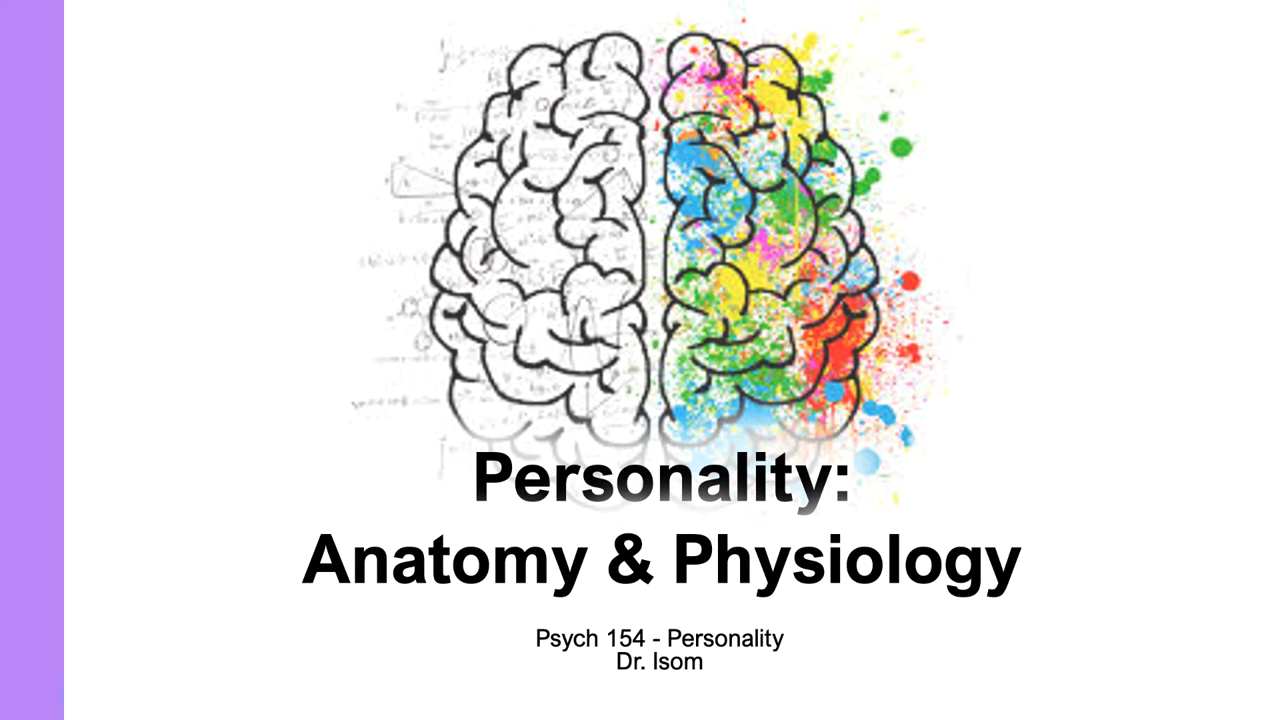 Personality:
Anatomy & Physiology
Psych 154 - Personality
Dr. Isom